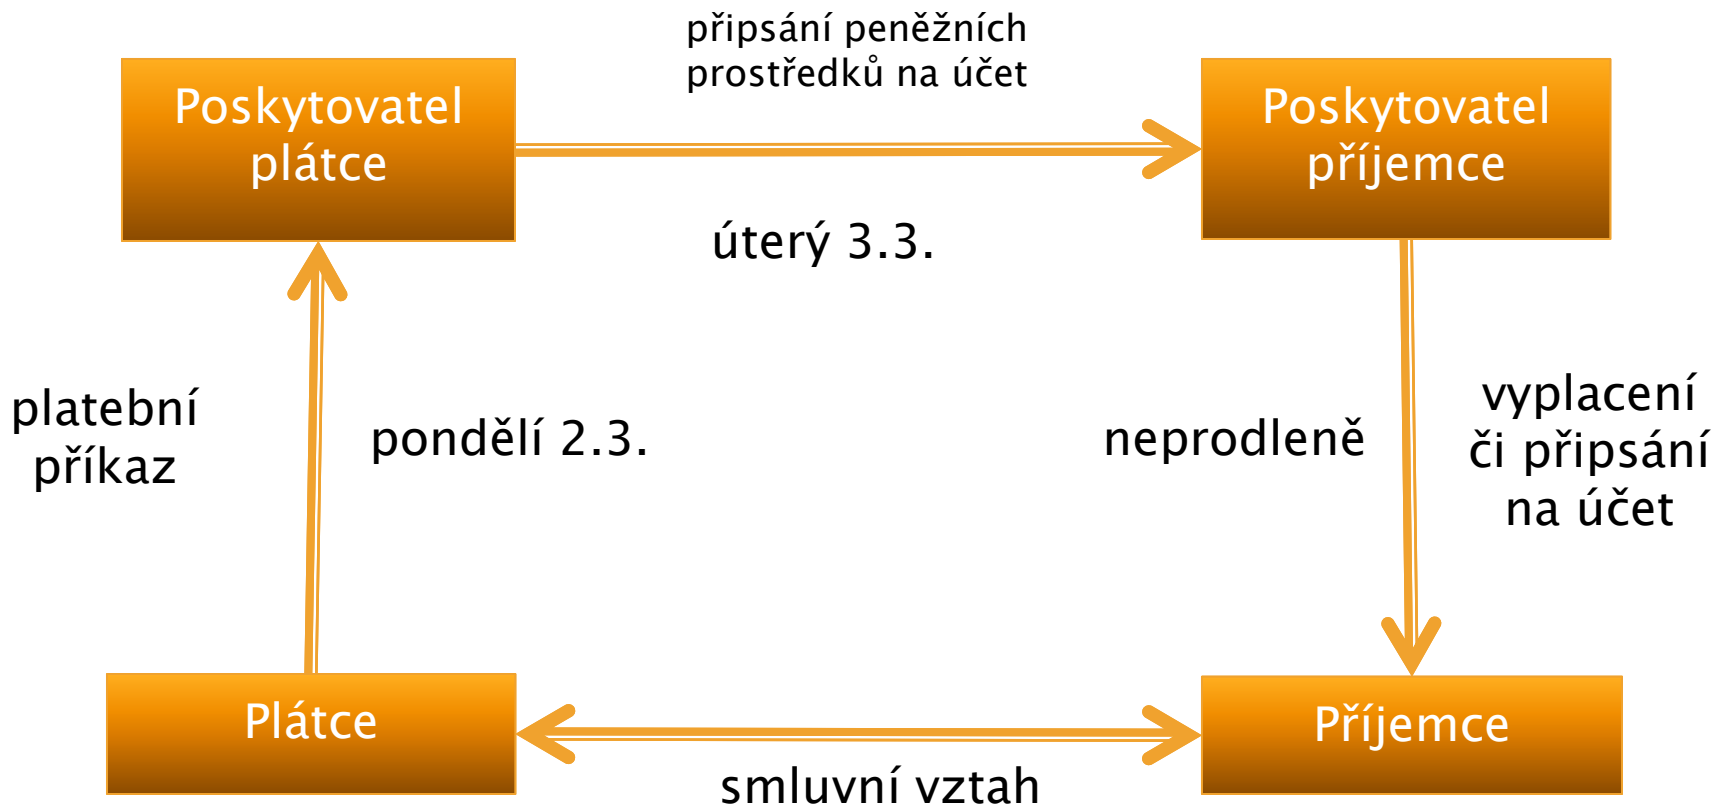 připsání peněžních
prostředků na účet
Poskytovatel
plátce
Poskytovatel
příjemce
úterý 3.3.
platební
příkaz
pondělí 2.3.
neprodleně
vyplacení
či připsání
na účet
Plátce
Příjemce
smluvní vztah